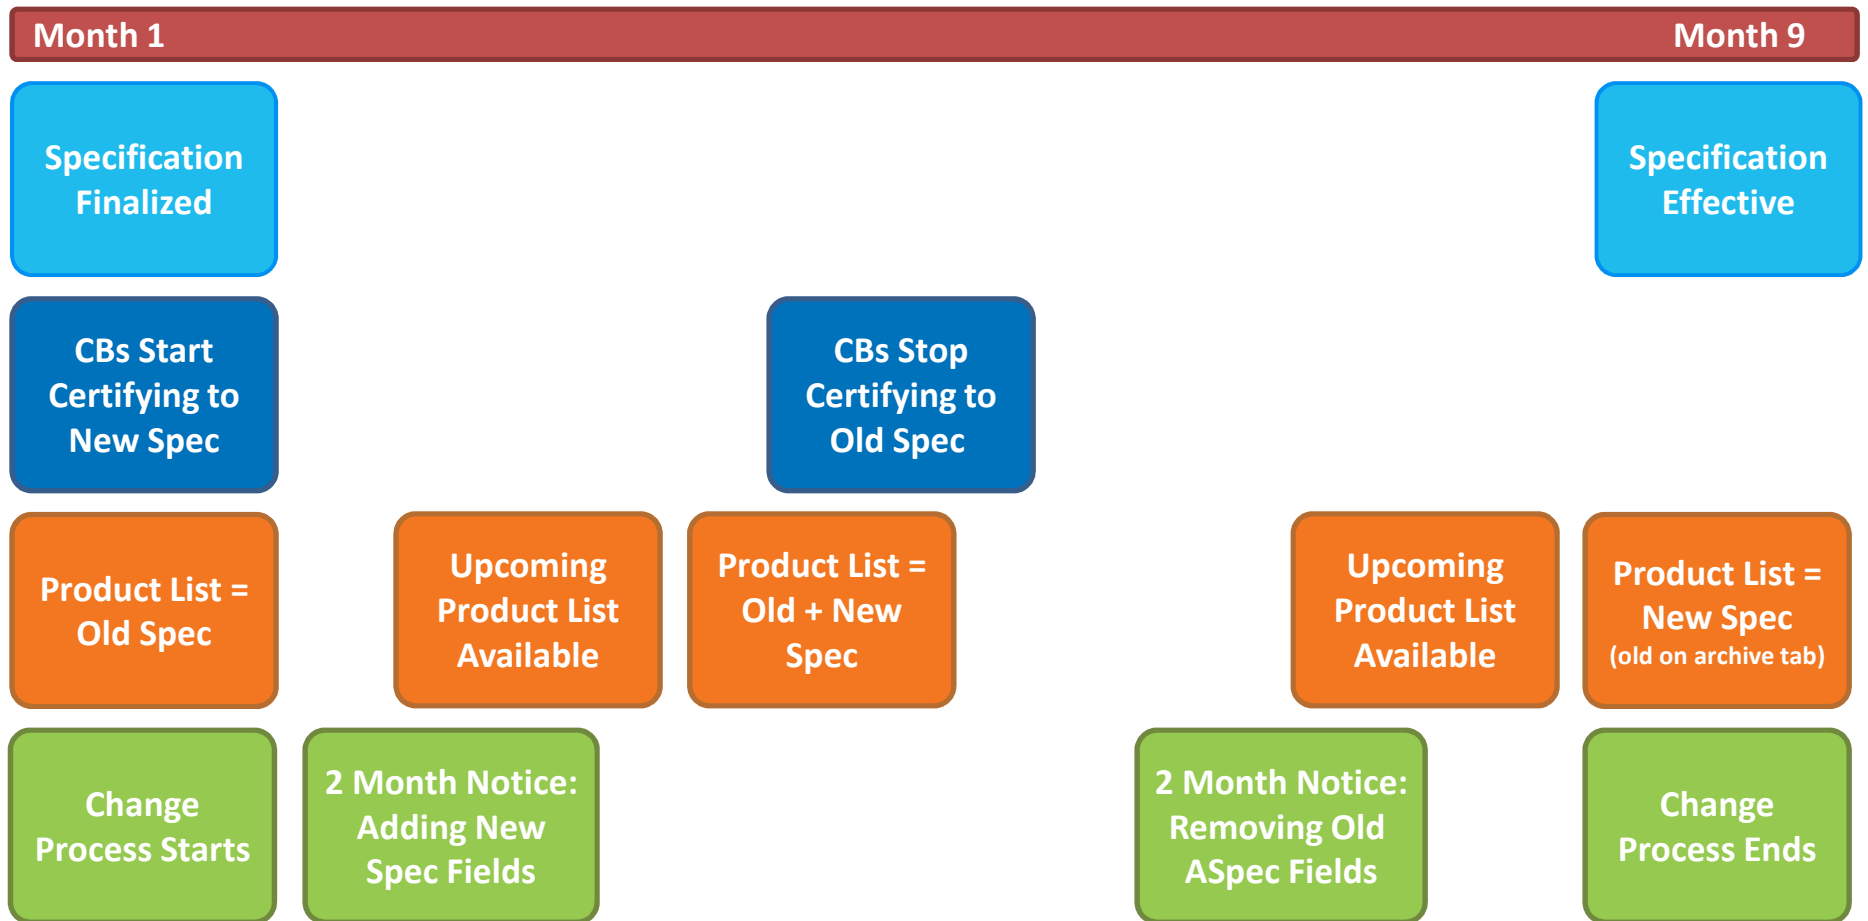 Month 1
Month 9
Specification
Finalized
Specification
Effective
CBs Start
Certifying to
New Spec
CBs Stop
Certifying to
Old Spec
Product List =
Old Spec
Upcoming
Product List
Available
Product List =
Old + New
Spec
Upcoming
Product List
Available
Product List =
New Spec
(old on archive tab)
Change
Process Starts
2 Month Notice:
Adding New
Spec Fields
2 Month Notice:
Removing Old
ASpec Fields
Change
Process Ends